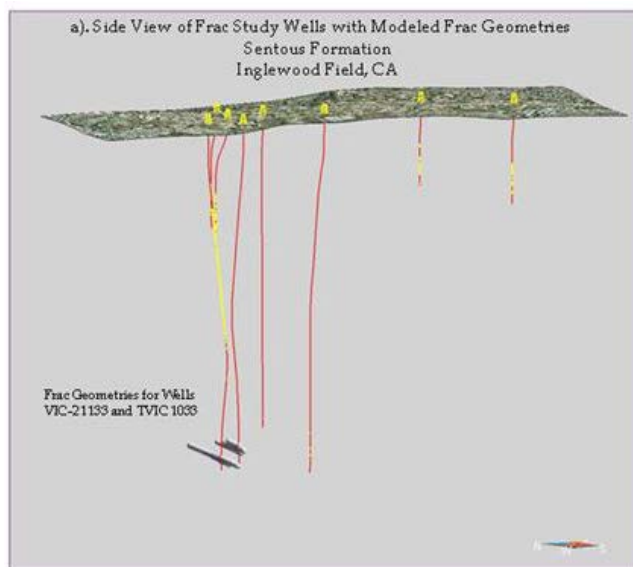 a). Side View of Frac Study Wells with Modeled Frac Geometries
Sentous Formation
Inglewood Field, CA
Frac Geometries for Wells
VIC-21133 and TVIC 1033